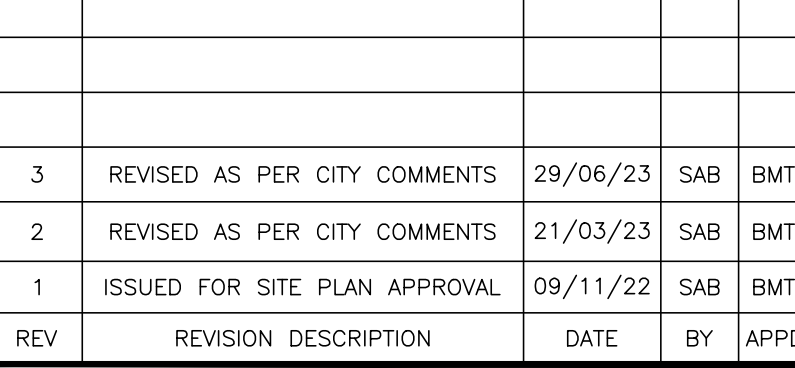 3 REVISED AS PER CITY COMMENTS 29/06/23 SAB BMT
2 REVISED AS PER CITY COMMENTS 21/03/23 SAB BMT
1 ISSUED FOR SITE PLAN APPROVAL 09/11/22 SAB BMT
REV REVISION DESCRIPTION DATE BY APPD